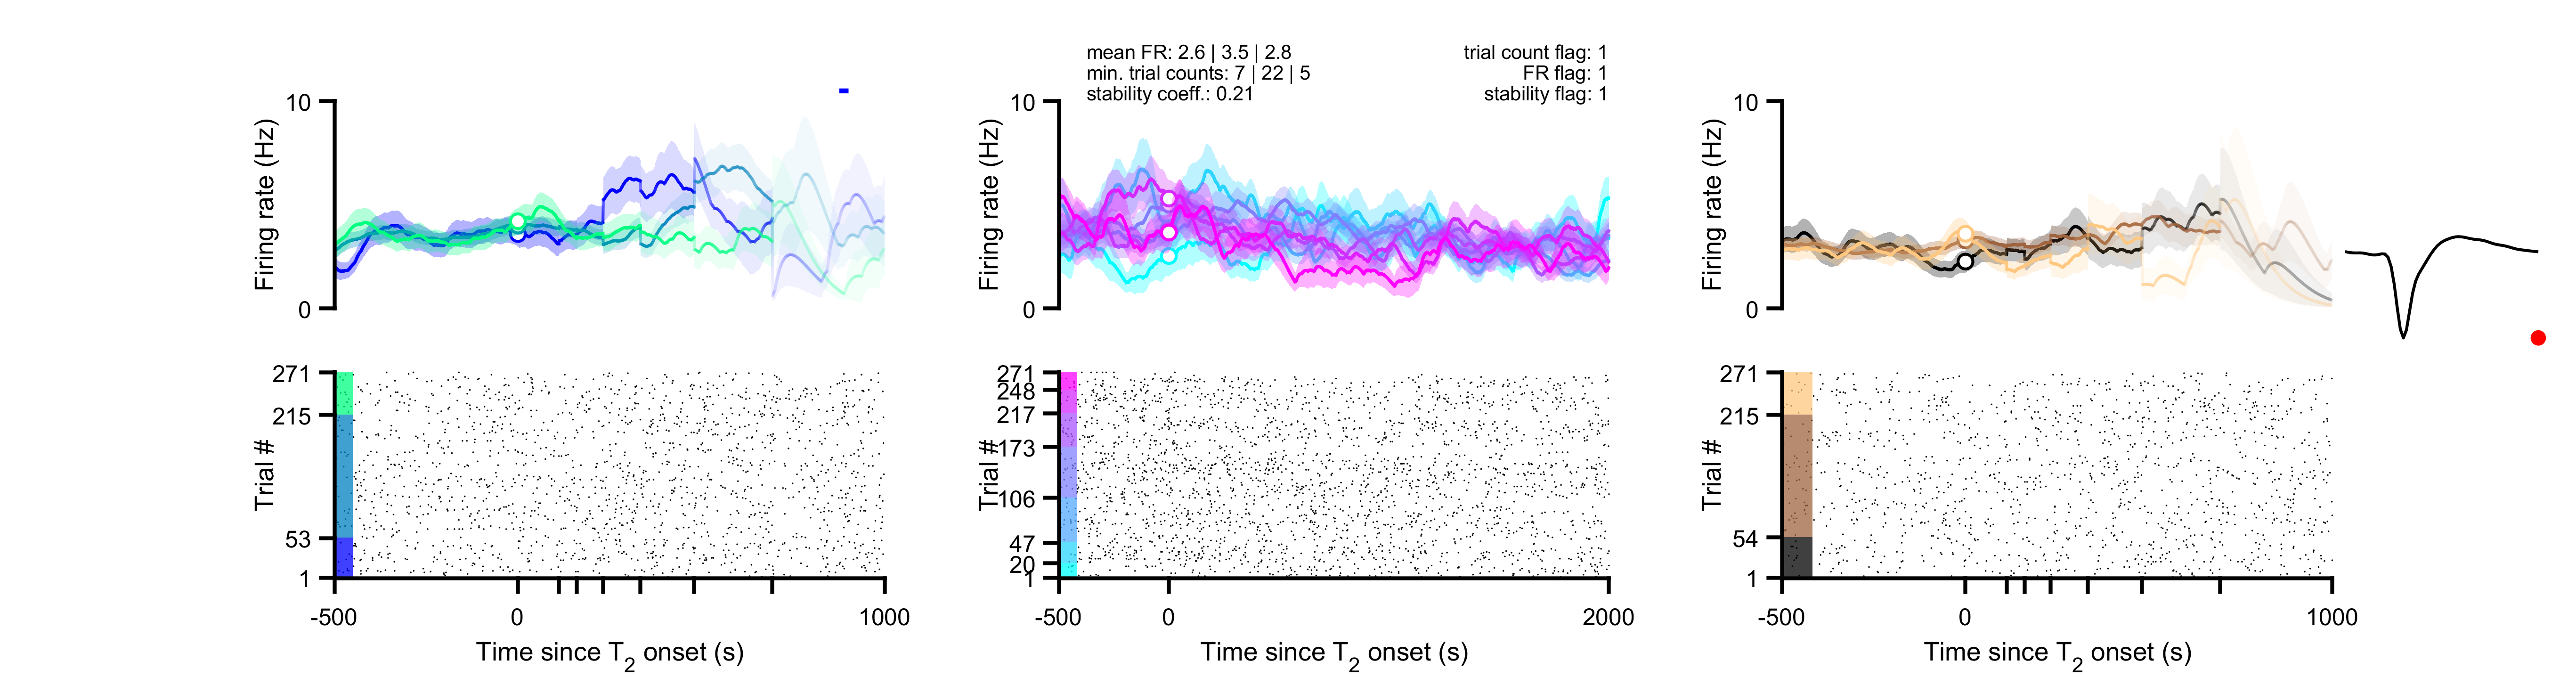 mean FR: 2.6 | 3.5 | 2.8
min. trial counts: 7 | 22 | 5
stability coeff.: 0.21
trial count flag: 1
FR flag: 1
stability flag: 1
10
0
Firing rate (Hz)
271
215
53
1
Trial #
-500
0
1000
Time since T2 onset (s)
10
0
Firing rate (Hz)
271
248
217
173
106
47
20
1
Trial #
-500
0
2000
Time since T2 onset (s)
10
0
Firing rate (Hz)
271
215
54
1
Trial #
-500
0
1000
Time since T2 onset (s)